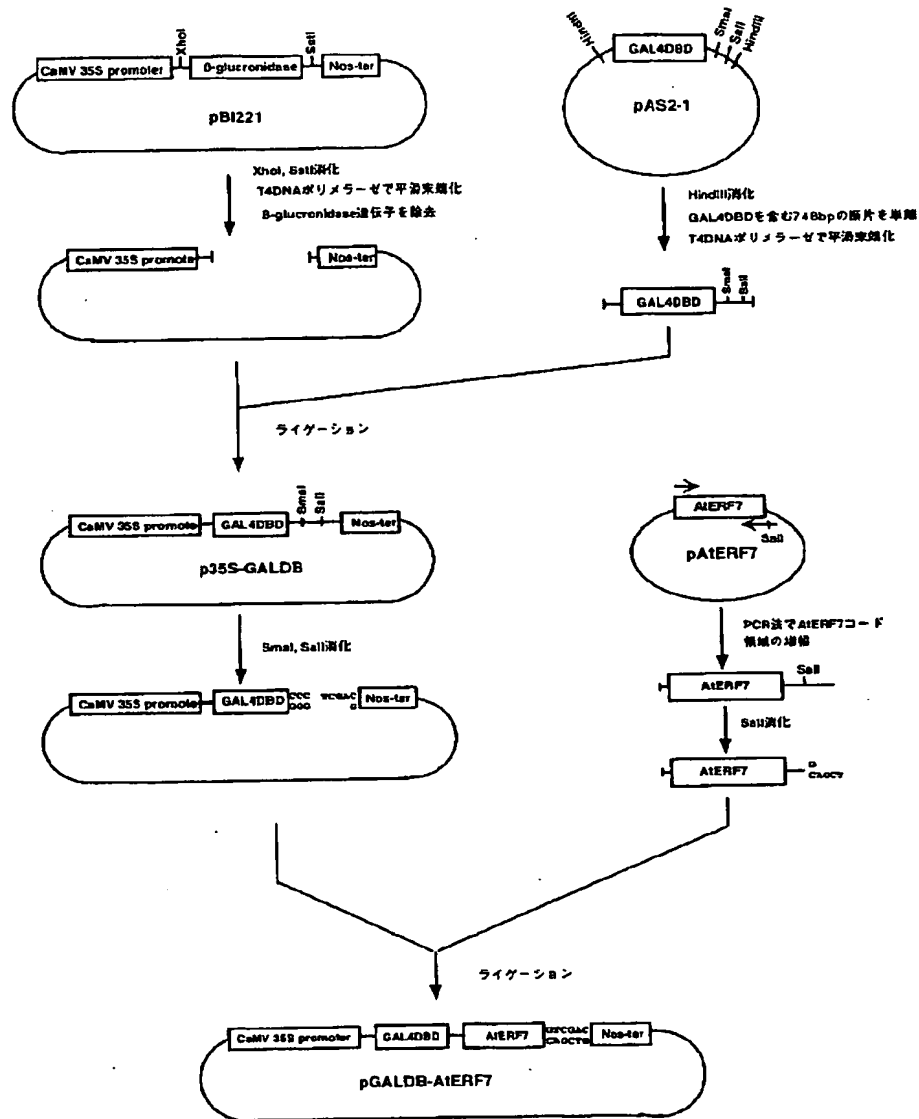 XhoI
SstI
CaMV 35S promoter
β-glucronidase
Nos-ter
pBI221
HindIII
GAL4DBD
SmaI
SalI
HindIII
pAS2-1
XhoI, SstI消化
T4DNAポリメラーゼで平滑末端化
β-glucronidase遺伝子を除去
HindIII消化
GAL4DBDを含む748bpの断片を単離
T4DNAポリメラーゼで平滑末端化
CaMV 35S promote
Nos-ter
GAL4DBD
SmaI
SalI
ライゲーション
SmaI
SalI
CaMV 35S promote
GAL4DBD
Nos-ter
p35S-GALDB
AtERF7
SalI
pAtERF7
SmaI, SalI消化
PCR法でAtERF7コード
領域の増幅
CaMV 35S promote
GAL4DBD
CCC
GGG
TCGAC
G
Nos-ter
AtERF7
SalI
SalI消化
AtERF7
G
CAGCT
ライゲーション
CaMV 35S promoter
GAL4DBD
AtERF7
GTCGAC
CAGCTG
Nos-ter
pGALDB-AtERF7